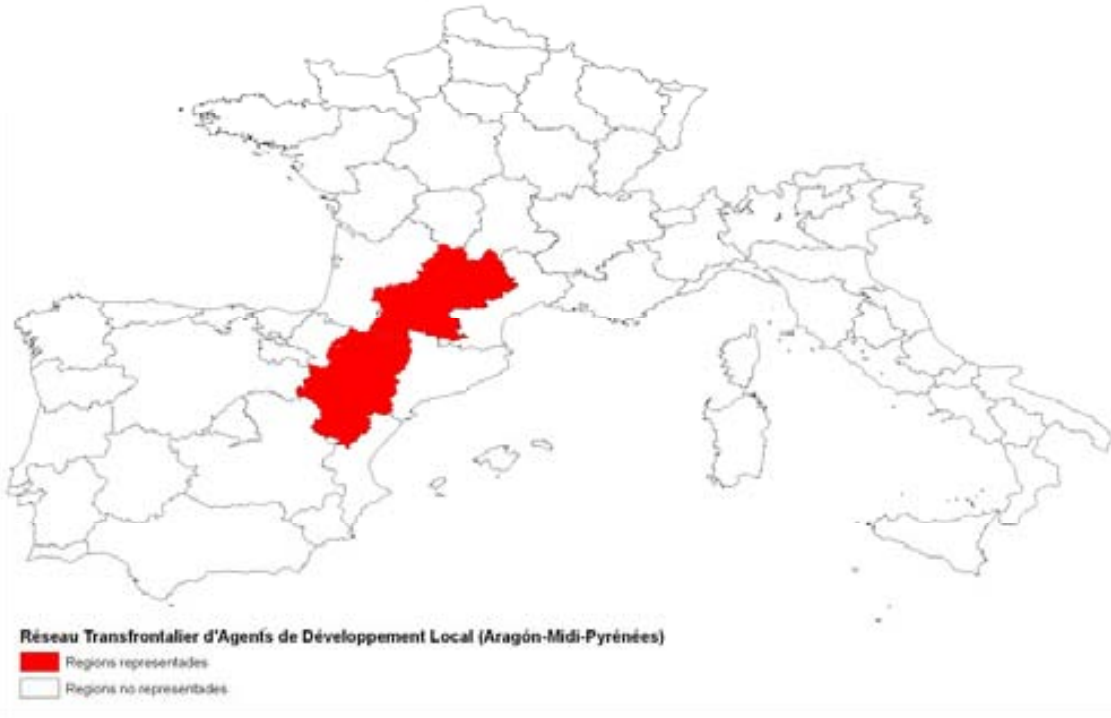 Réseau Transfrontalier d'Agents de Développement Local (Aragón-Midi-Pyrénées)
Regions representades
Regions no representades